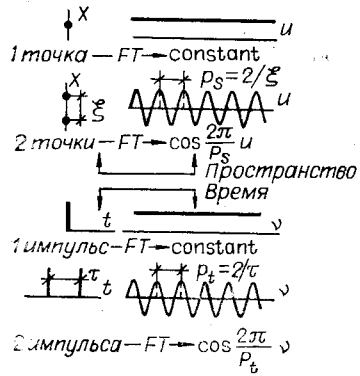 X
u
1 точка — FT → constant
X
p_s = 2/ξ
ξ
u
2 точки — FT → cos 2π/P_s u
Пространство
Время
t
ν
1 импульс — FT → constant
p_t = 2/τ
τ
t
ν
2 импульса — FT → cos 2π/P_t ν